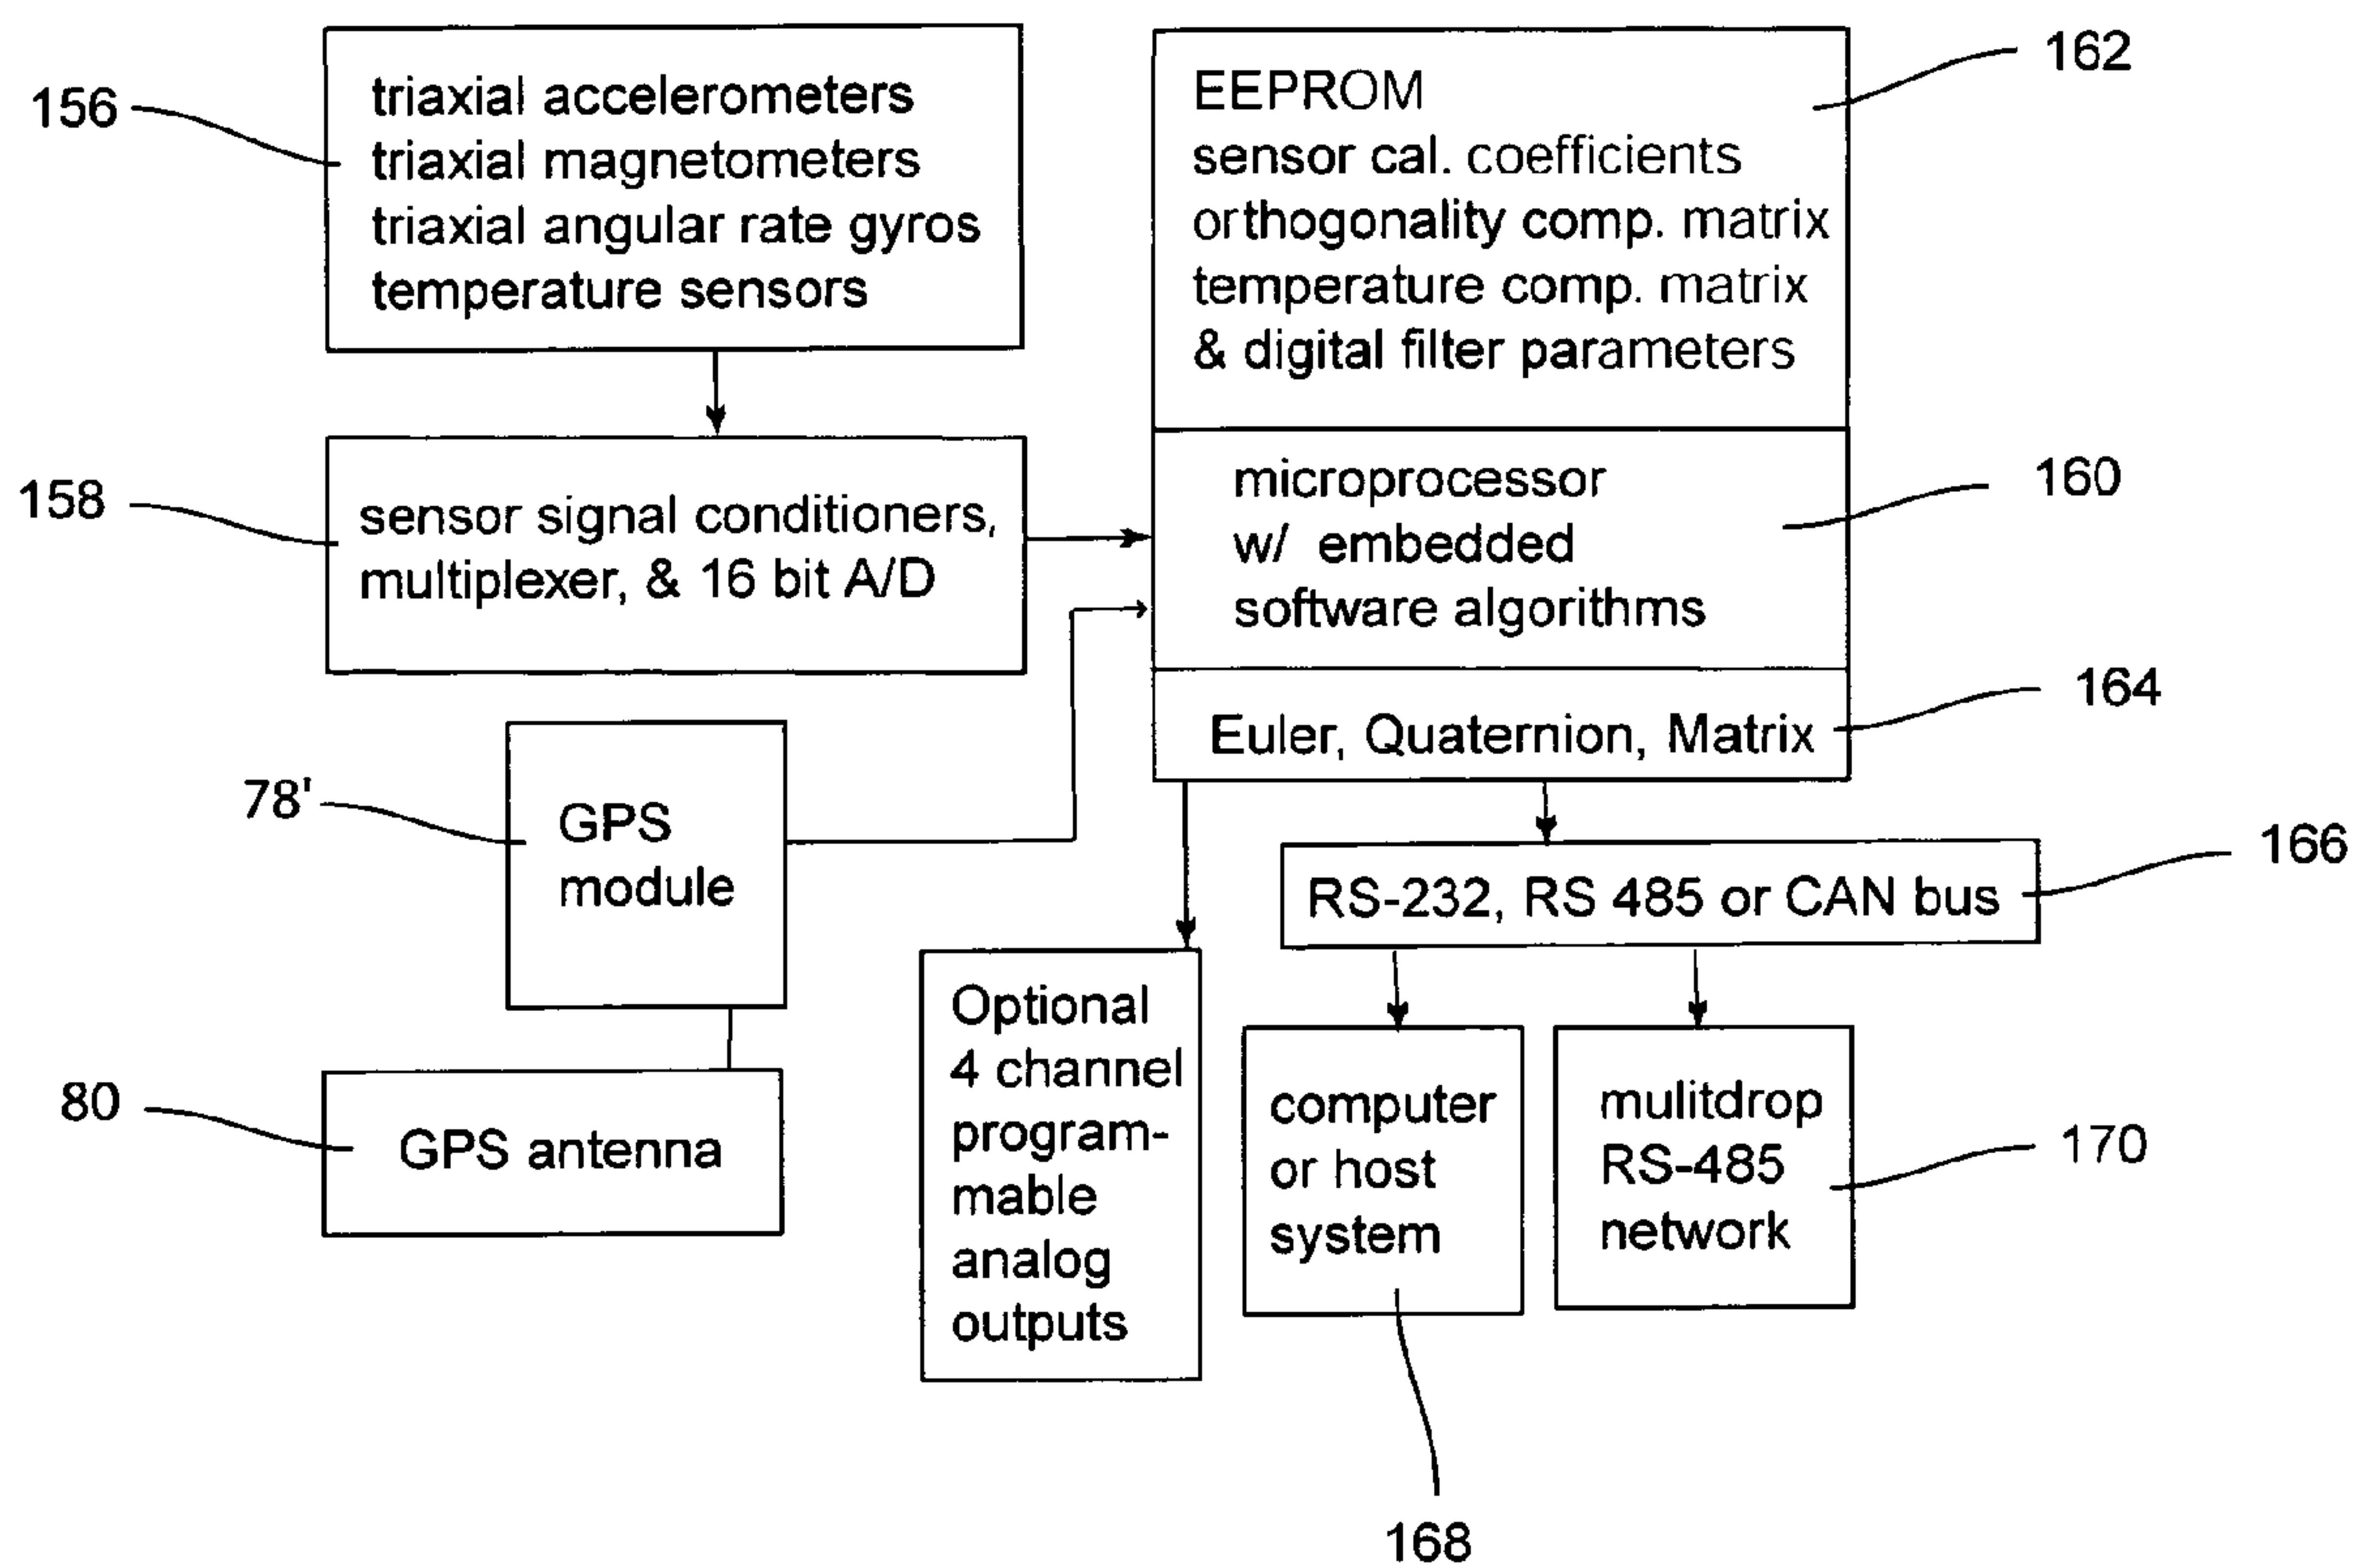 156
triaxial accelerometers
triaxial magnetometers
triaxial angular rate gyros
temperature sensors
162
EEPROM
sensor cal. coefficients
orthogonality comp. matrix
temperature comp. matrix
& digital filter parameters
158
sensor signal conditioners,
multiplexer, & 16 bit A/D
160
microprocessor
w/ embedded
software algorithms
164
Euler, Quaternion, Matrix
78'
GPS
module
166
RS-232, RS 485 or CAN bus
80
GPS antenna
Optional
4 channel
program-
mable
analog
outputs
computer
or host
system
mulitdrop
RS-485
network
170
168